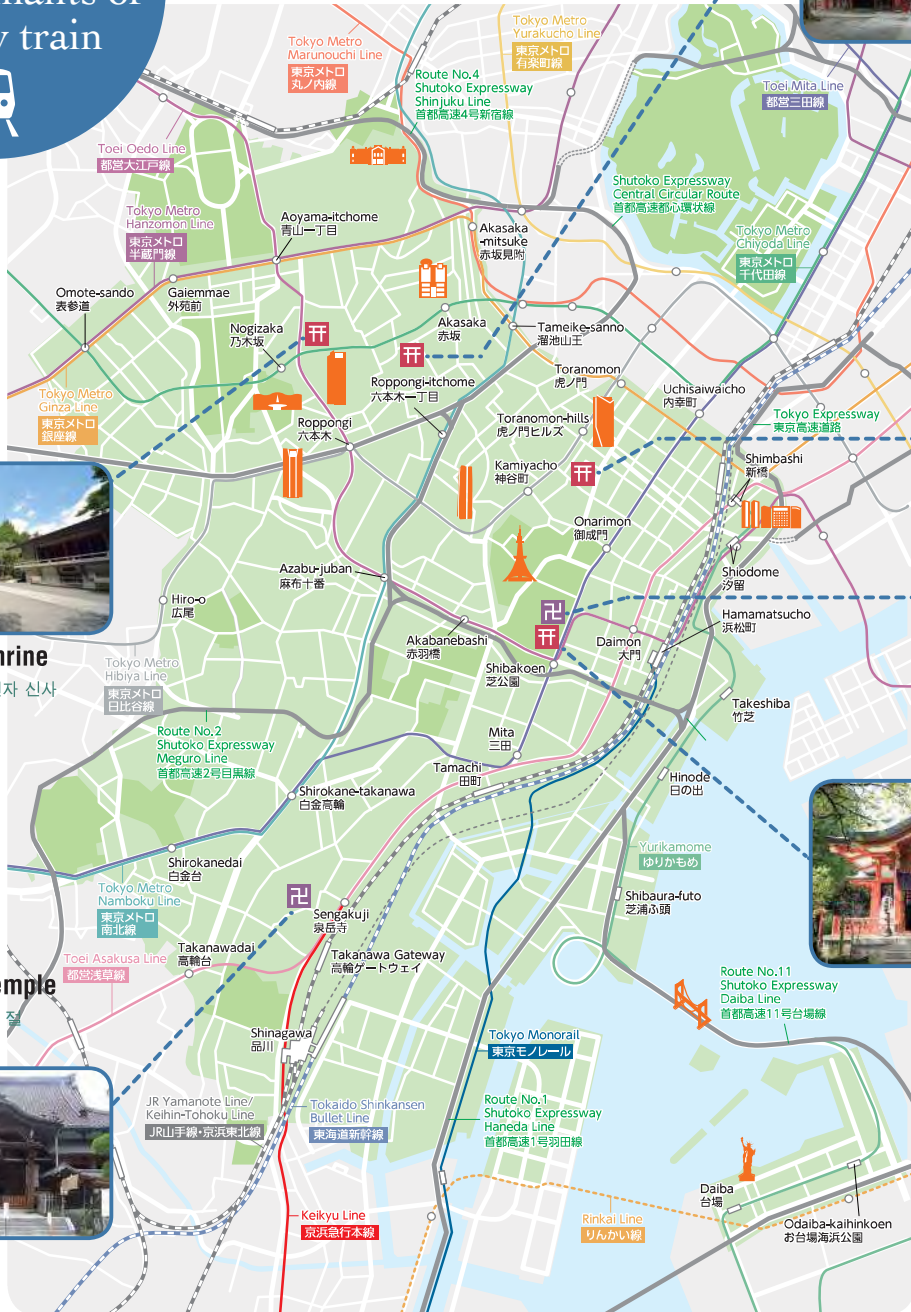 y train
Tokyo Metro
Marunouchi Line
東京メトロ
丸ノ内線
Tokyo Metro
Yurakucho Line
東京メトロ
有楽町線
Route No.4
Shutoko Expressway
Shinjuku Line
首都高速4号新宿線
Toei Mita Line
都営三田線
Toei Oedo Line
都営大江戸線
Shutoko Expressway
Central Circular Route
首都高速都心環状線
Tokyo Metro
Hanzomon Line
東京メトロ
半蔵門線
Aoyama-itchome
青山一丁目
Akasaka
-mitsuke
赤坂見附
Tokyo Metro
Chiyoda Line
東京メトロ
千代田線
Omote-sando
表参道
Gaiemmae
外苑前
Nogizaka
乃木坂
Akasaka
赤坂
Tameike-sanno
溜池山王
Toranomon
虎ノ門
Roppongi-itchome
六本木一丁目
Uchisaiwaicho
内幸町
Tokyo Metro
Ginza Line
東京メトロ
銀座線
Roppongi
六本木
Toranomon-hills
虎ノ門ヒルズ
Tokyo Expressway
東京高速道路
Kamiyacho
神谷町
Shimbashi
新橋
Onarimon
御成門
Azabu-juban
麻布十番
Shiodome
汐留
Hiro-o
広尾
Hamamatsucho
浜松町
Akabanebashi
赤羽橋
Daimon
大門
Shibakoen
芝公園
hrine
자 신사
Tokyo Metro
Hibiya Line
東京メトロ
日比谷線
Takeshiba
竹芝
Route No.2
Shutoko Expressway
Meguro Line
首都高速2号目黒線
Mita
三田
Tamachi
田町
Hinode
日の出
Shirokane-takanawa
白金高輪
Yurikamome
ゆりかもめ
Shirokanedai
白金台
Tokyo Metro
Namboku Line
東京メトロ
南北線
Shibaura-futo
芝浦ふ頭
Sengakuji
泉岳寺
Takanawadai
高輪台
Takanawa Gateway
高輪ゲートウェイ
Toei Asakusa Line
都営浅草線
emple
절
Route No.11
Shutoko Expressway
Daiba Line
首都高速11号台場線
Shinagawa
品川
Tokyo Monorail
東京モノレール
JR Yamanote Line/
Keihin-Tohoku Line
JR山手線・京浜東北線
Tokaido Shinkansen
Bullet Line
東海道新幹線
Route No.1
Shutoko Expressway
Haneda Line
首都高速1号羽田線
Daiba
台場
Keikyu Line
京浜急行本線
Rinkai Line
りんかい線
Odaiba-kaihinkoen
お台場海浜公園